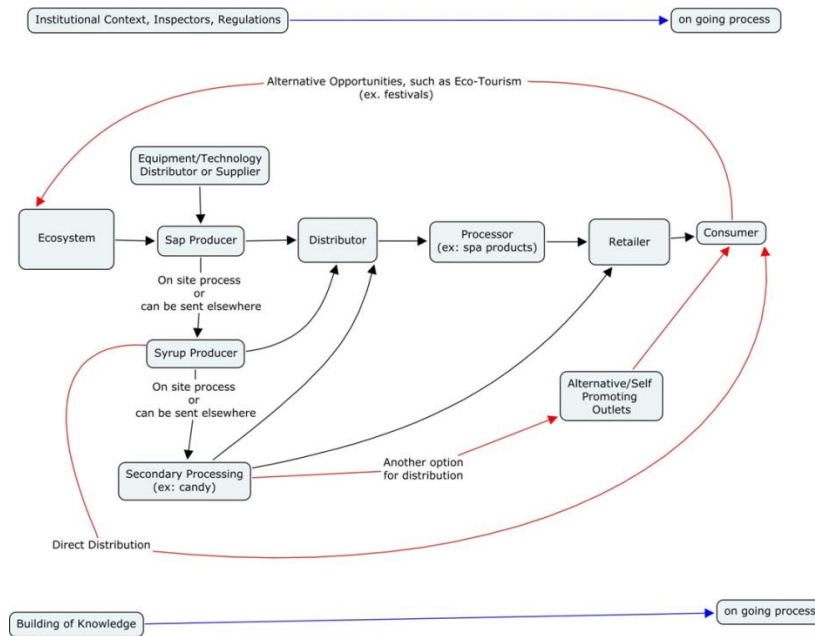 Institutional Context, Inspectors, Regulations
on going process
Alternative Opportunities, such as Eco-Tourism
(ex. festivals)
Equipment/Technology
Distributor or Supplier
Ecosystem
Sap Producer
Distributor
Processor
(ex: spa products)
Retailer
Consumer
On site process
or
can be sent elsewhere
Syrup Producer
On site process
or
can be sent elsewhere
Alternative/Self
Promoting
Outlets
Secondary Processing
(ex: candy)
Another option
for distribution
Direct Distribution
Building of Knowledge
on going process